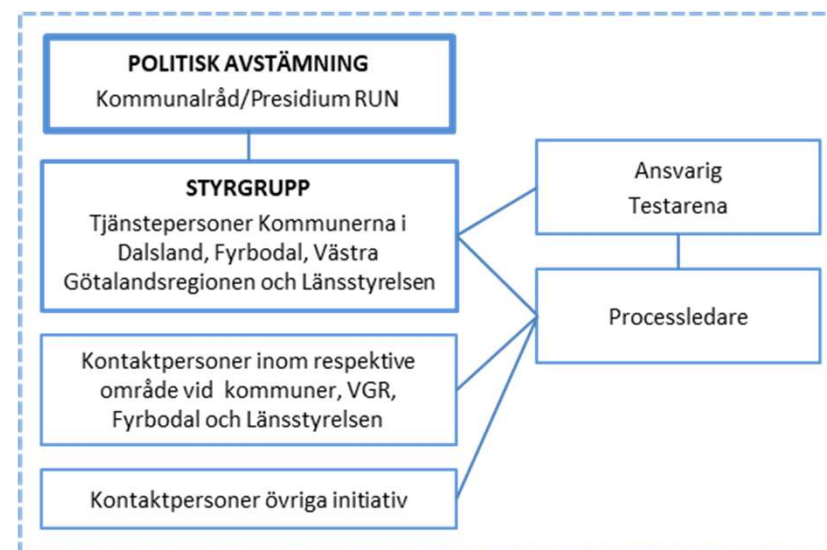 POLITISK AVSTÄMNING
Kommunalråd/Presidium RUN
STYRGRUPP
Tjänstepersoner Kommunerna i
Dalsland, Fyrbodal, Västra
Götalandsregionen och Länsstyrelsen
Kontaktpersoner inom respektive
område vid kommuner, VGR,
Fyrbodal och Länsstyrelsen
Kontaktpersoner övriga initiativ
Ansvarig
Testarena
Processledare